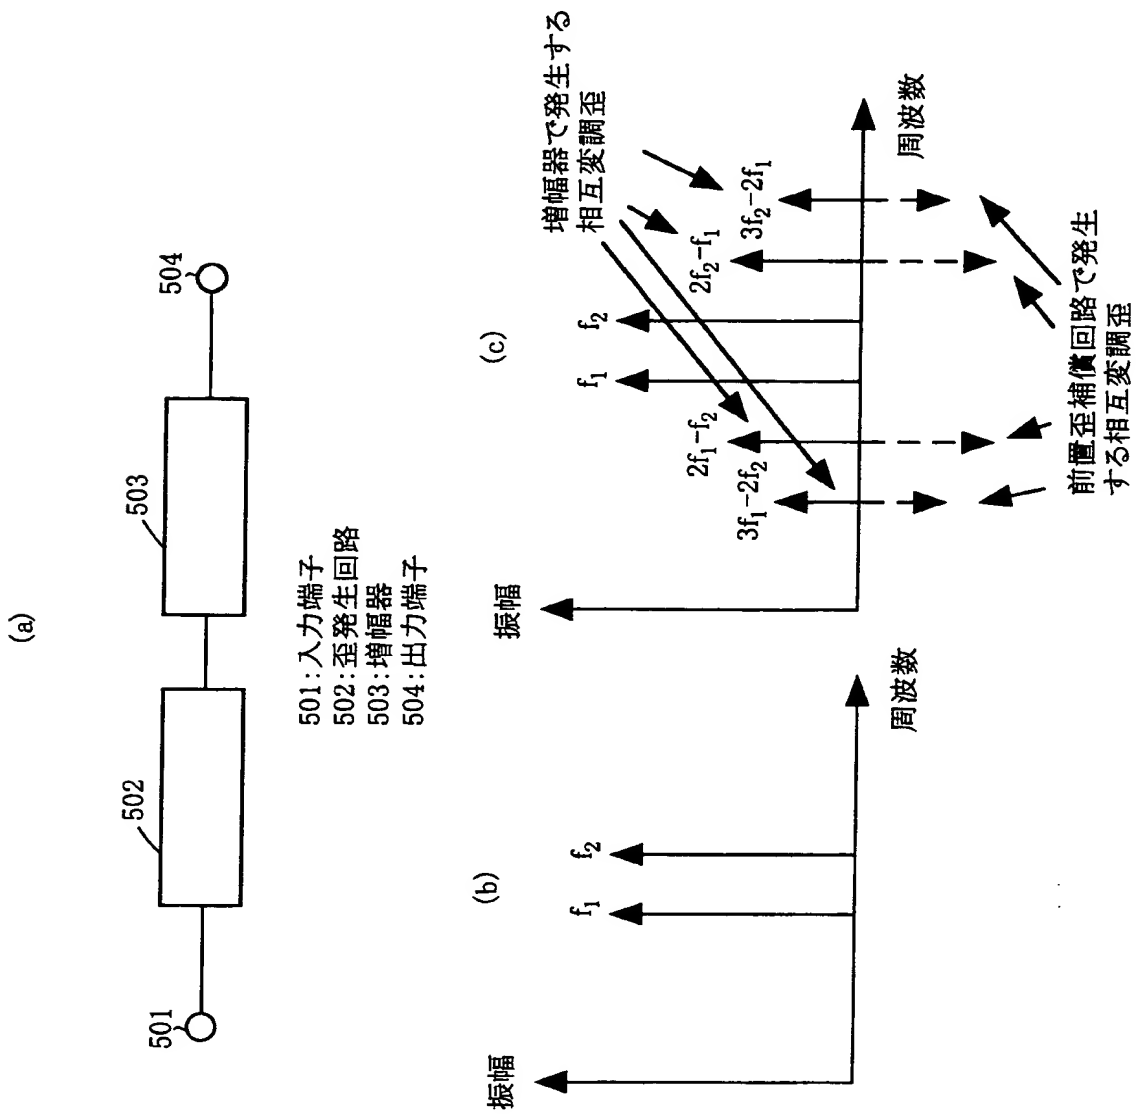 (a)
501
502
503
504
501:入力端子
502:歪発生回路
503:増幅器
504:出力端子
(b)
振幅
f₁
f₂
周波数
(c)
振幅
3f₁-2f₂
2f₁-f₂
f₁
f₂
2f₂-f₁
3f₂-2f₁
周波数
増幅器で発生する
相互変調歪
前置歪補償回路で発生
する相互変調歪